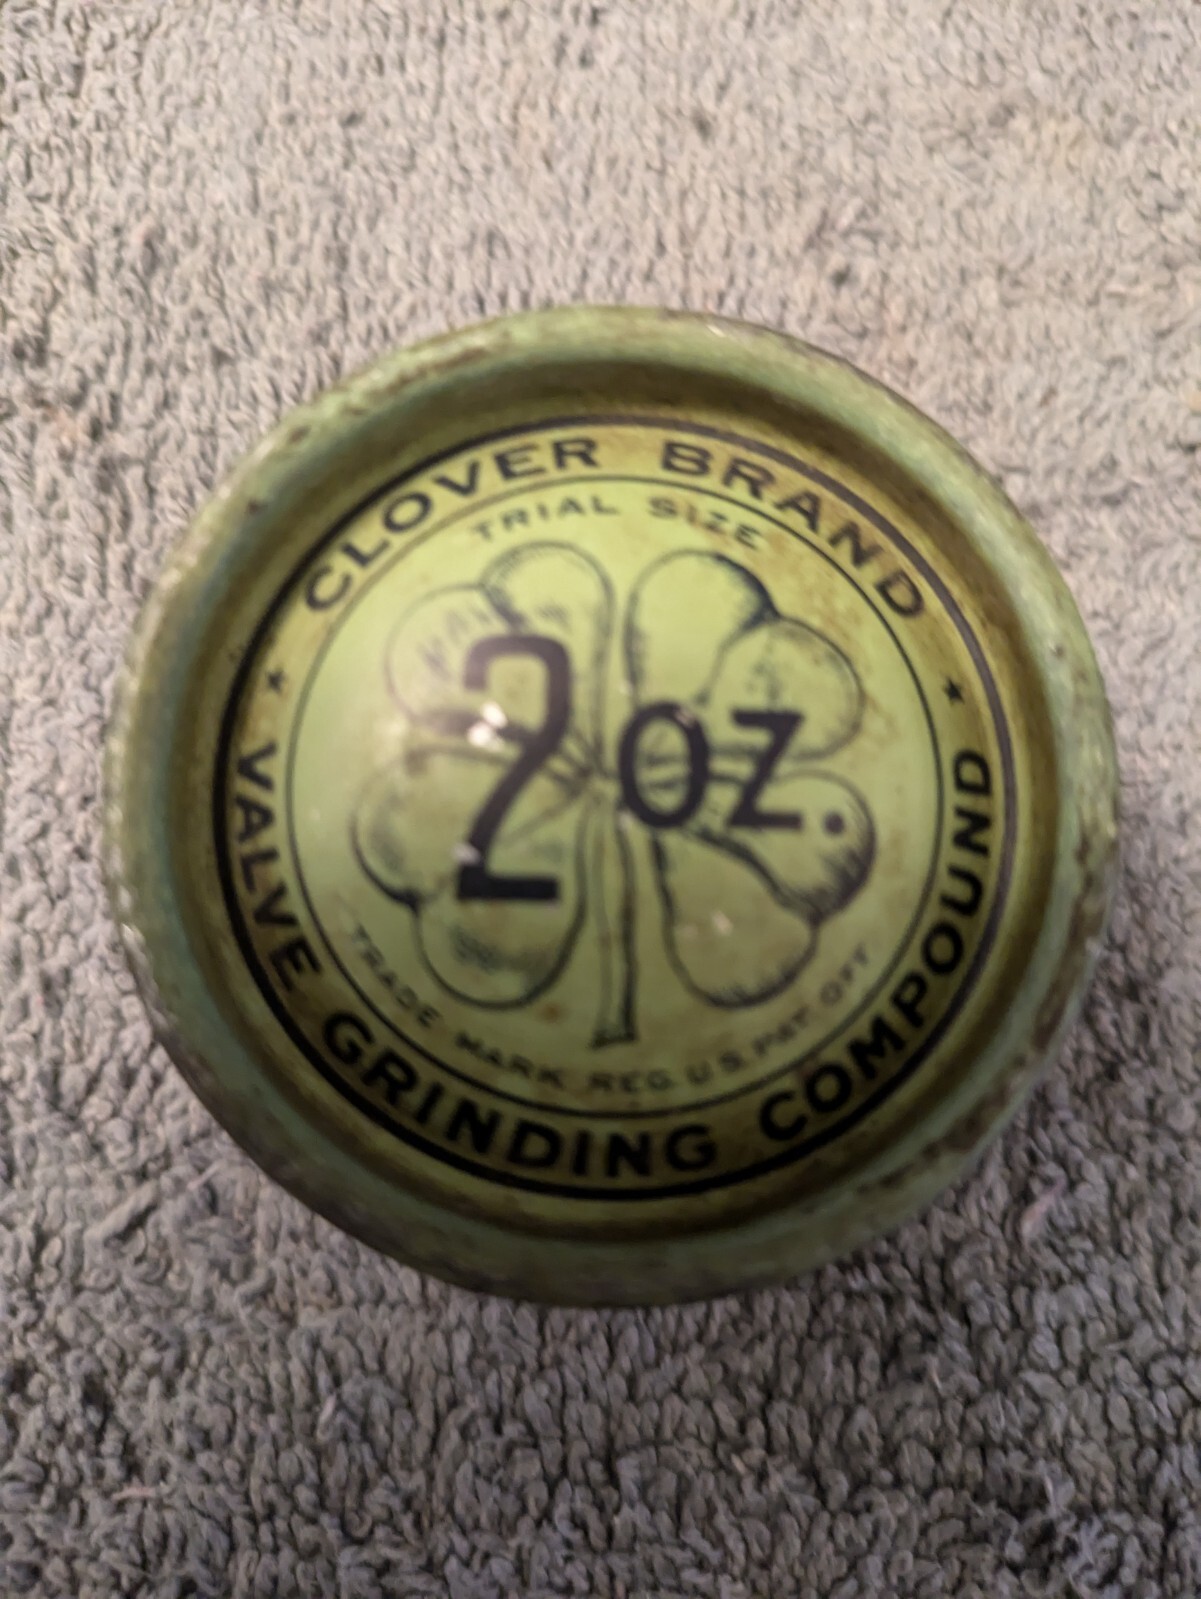 CLOVER BRAND
TRIAL SIZE
2 OZ.
TRADE MARK REG. U.S. PAT. OFF.
VALVE GRINDING COMPOUND